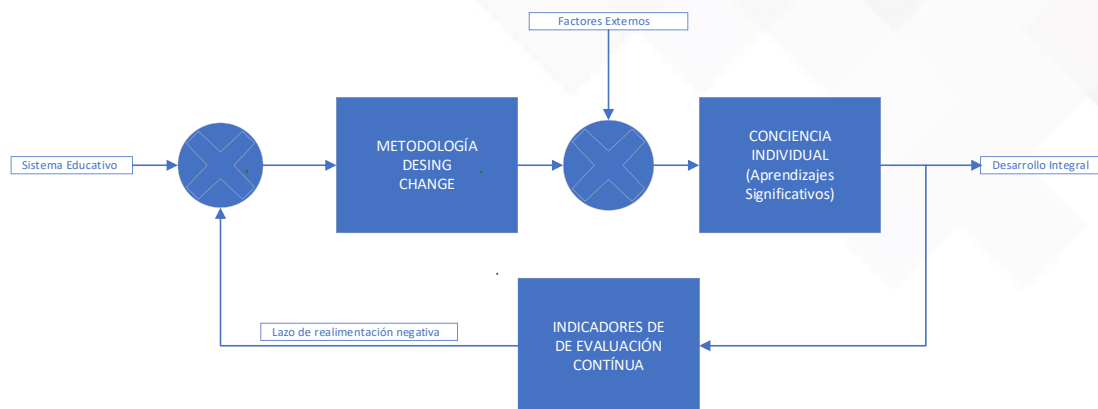 Factores Externos
Sistema Educativo
METODOLOGÍA
DESING
CHANGE
CONCIENCIA
INDIVIDUAL
(Aprendizajes
Significativos)
Desarrollo Integral
Lazo de realimentación negativa
INDICADORES DE
DE EVALUACIÓN
CONTÍNUA